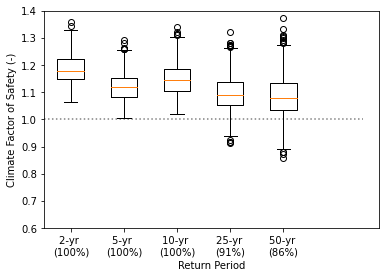 Climate Factor of Safety (-)
1.4
1.3
1.2
1.1
1.0
0.9
0.8
0.7
0.6
2-yr 5-yr 10-yr 25-yr 50-yr
(100%) (100%) (100%) (91%) (86%)
Return Period